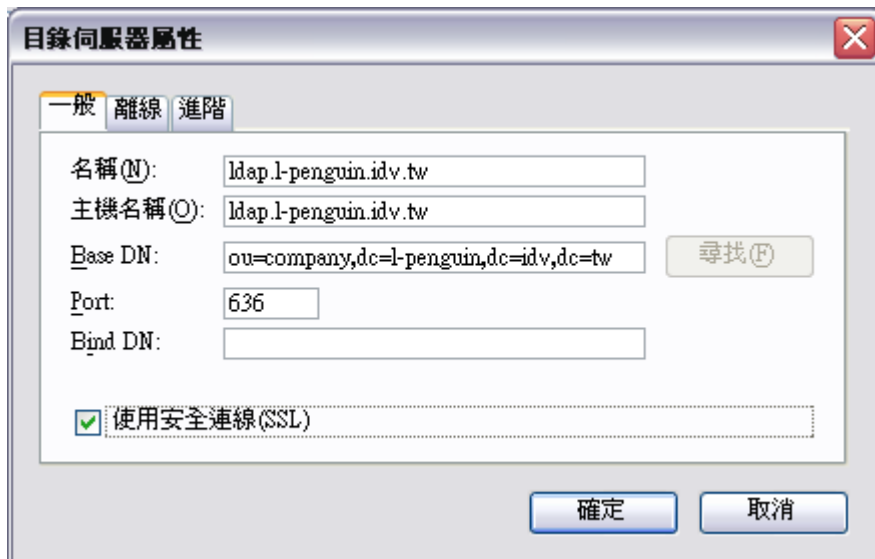 目錄伺服器屬性
一般 離線 進階
名稱(N): ldap.l-penguin.idv.tw
主機名稱(O): ldap.l-penguin.idv.tw
Base DN: ou=company,dc=l-penguin,dc=idv,dc=tw 尋找(F)
Port: 636
Bind DN:
使用安全連線(SSL)
確定 取消